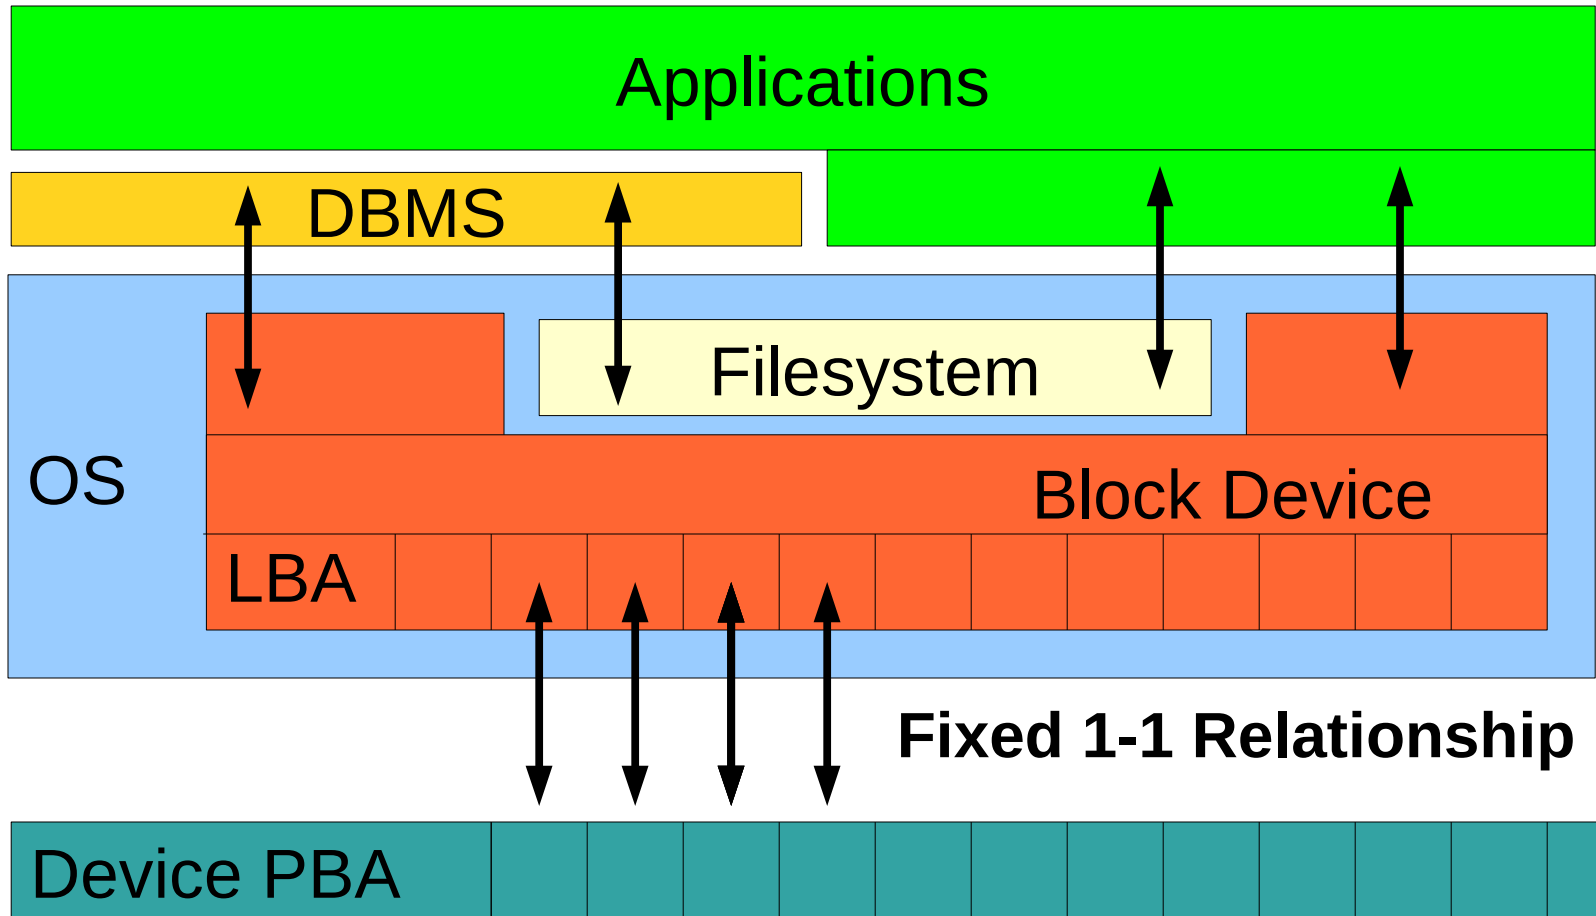 Applications
DBMS
Filesystem
OS
Block Device
LBA
Fixed 1-1 Relationship
Device PBA